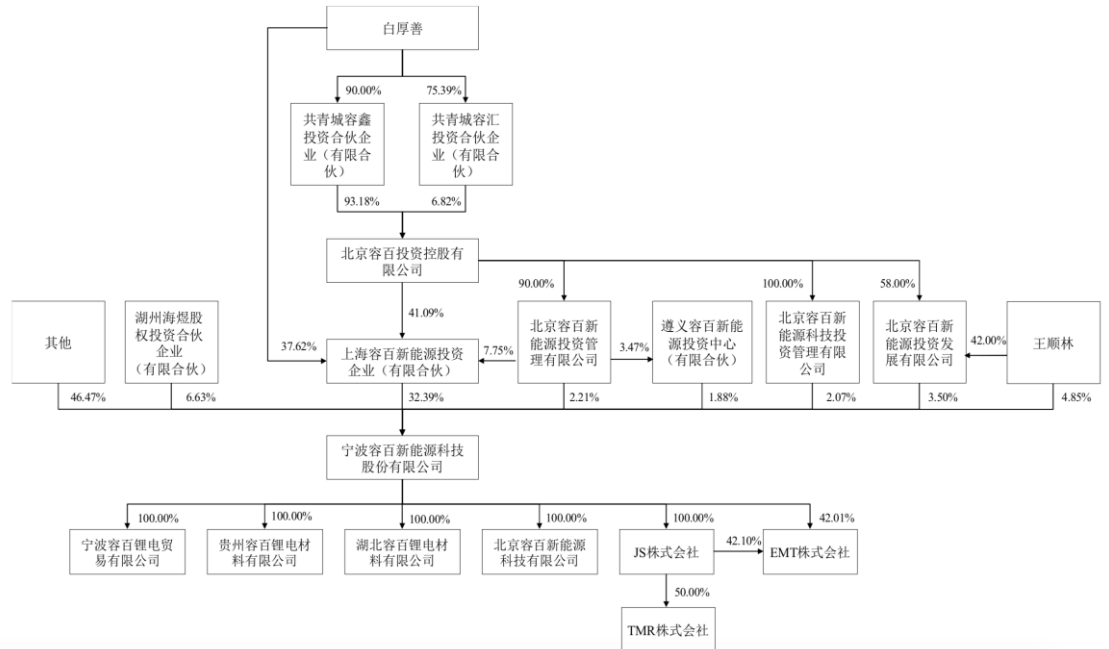 白厚善
90.00%
75.39%
共青城容鑫
投资合伙企
业（有限合
伙）
共青城容汇
投资合伙企
业（有限合
伙）
93.18%
6.82%
北京容百投资控股有
限公司
90.00%
100.00%
58.00%
41.09%
其他
湖州海煜股
权投资合伙
企业
（有限合伙）
37.62%
上海容百新能源投资
企业（有限合伙）
7.75%
北京容百新
能源投资管
理有限公司
3.47%
遵义容百新能
源投资中心
（有限合伙）
北京容百新
能源科技投
资管理有限
公司
北京容百新
能源投资发
展有限公司
42.00%
王顺林
46.47%
6.63%
32.39%
2.21%
1.88%
2.07%
3.50%
4.85%
宁波容百新能源科技
股份有限公司
100.00%
100.00%
100.00%
100.00%
100.00%
42.01%
宁波容百锂电贸
易有限公司
贵州容百锂电材
料有限公司
湖北容百锂电材
料有限公司
北京容百新能源
科技有限公司
JS株式会社
42.10%
EMT株式会社
50.00%
TMR株式会社